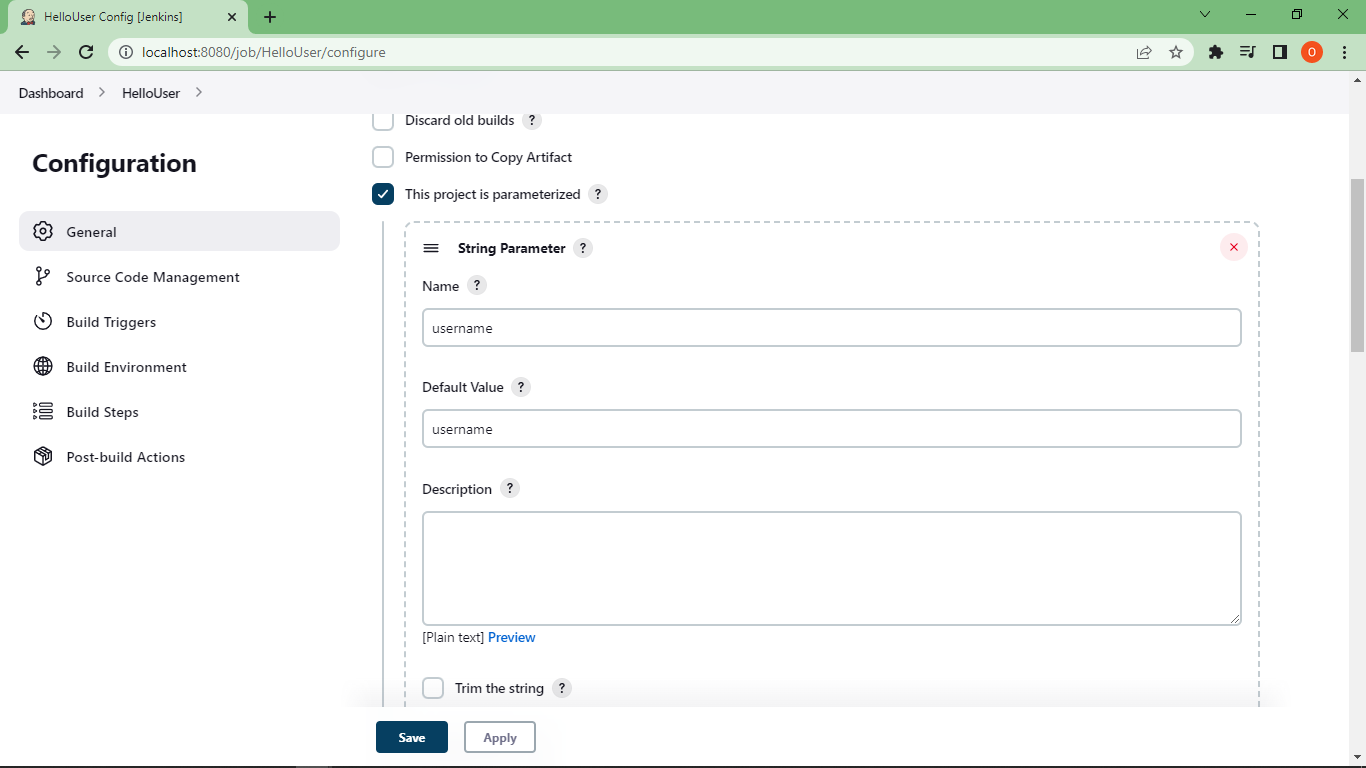 HelloUser Config [Jenkins]
localhost:8080/job/HelloUser/configure
O
Dashboard
HelloUser
Configuration
General
Source Code Management
Build Triggers
Build Environment
Build Steps
Post-build Actions
Discard old builds ?
Permission to Copy Artifact
This project is parameterized ?
String Parameter ?
Name ?
username
Default Value ?
username
Description ?
[Plain text] Preview
Trim the string ?
Save
Apply